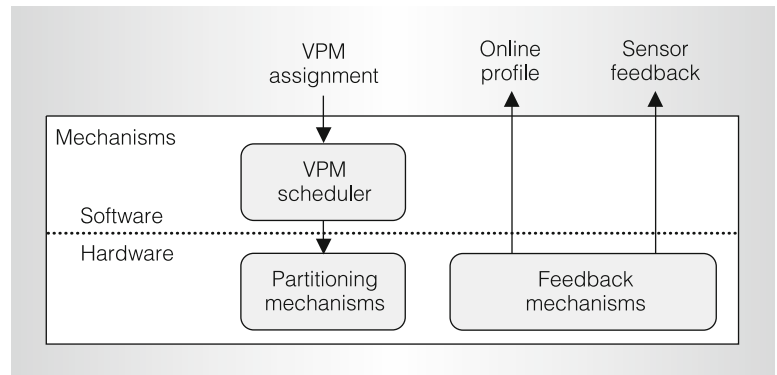 VPM
assignment
Online
profile
Sensor
feedback
Mechanisms
VPM
scheduler
Software
Hardware
Partitioning
mechanisms
Feedback
mechanisms